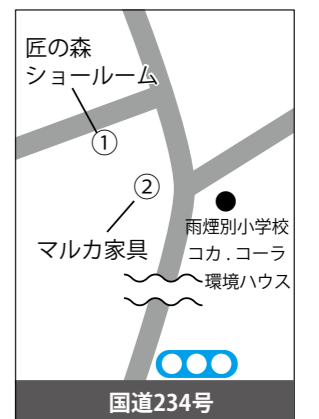 匠の森
ショールーム
①
②
マルカ家具
雨煙別小学校
コカ . コーラ
環境ハウス
国道234号